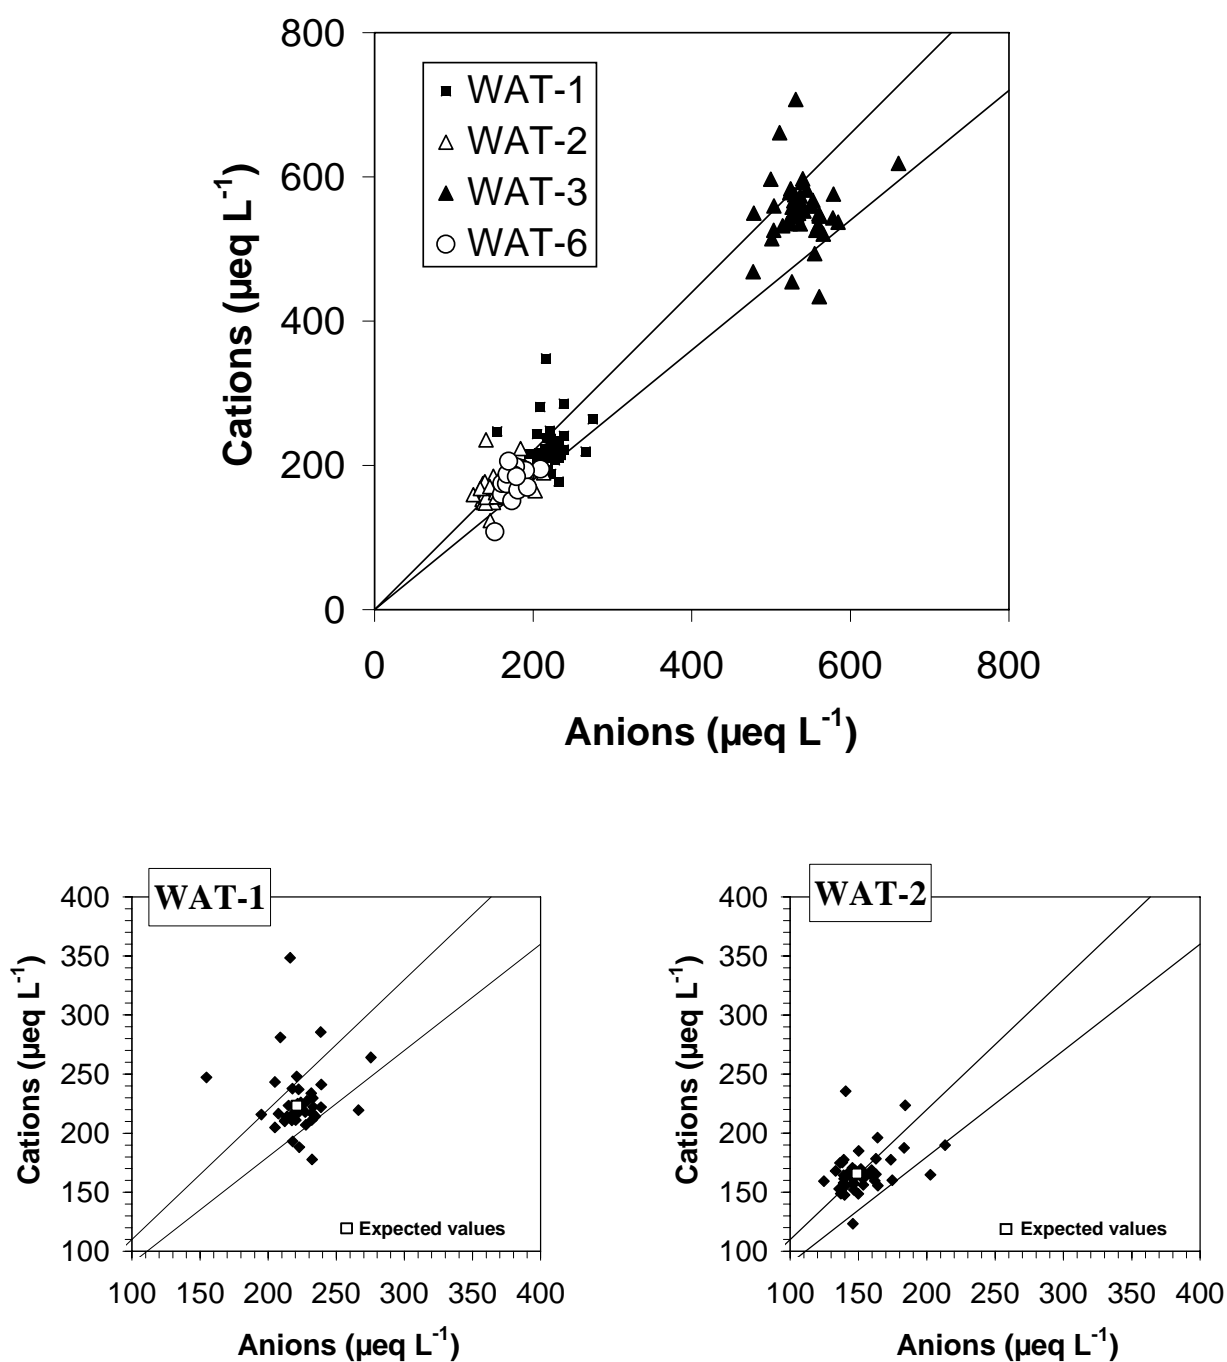 800
600
400
200
0
Cations (µeq L-1)
WAT-1
WAT-2
WAT-3
WAT-6
0 200 400 600 800
Anions (µeq L-1)
WAT-1
400
350
300
250
200
150
100
Cations (µeq L-1)
Expected values
100 150 200 250 300 350 400
Anions (µeq L-1)
WAT-2
400
350
300
250
200
150
100
Cations (µeq L-1)
Expected values
100 150 200 250 300 350 400
Anions (µeq L-1)